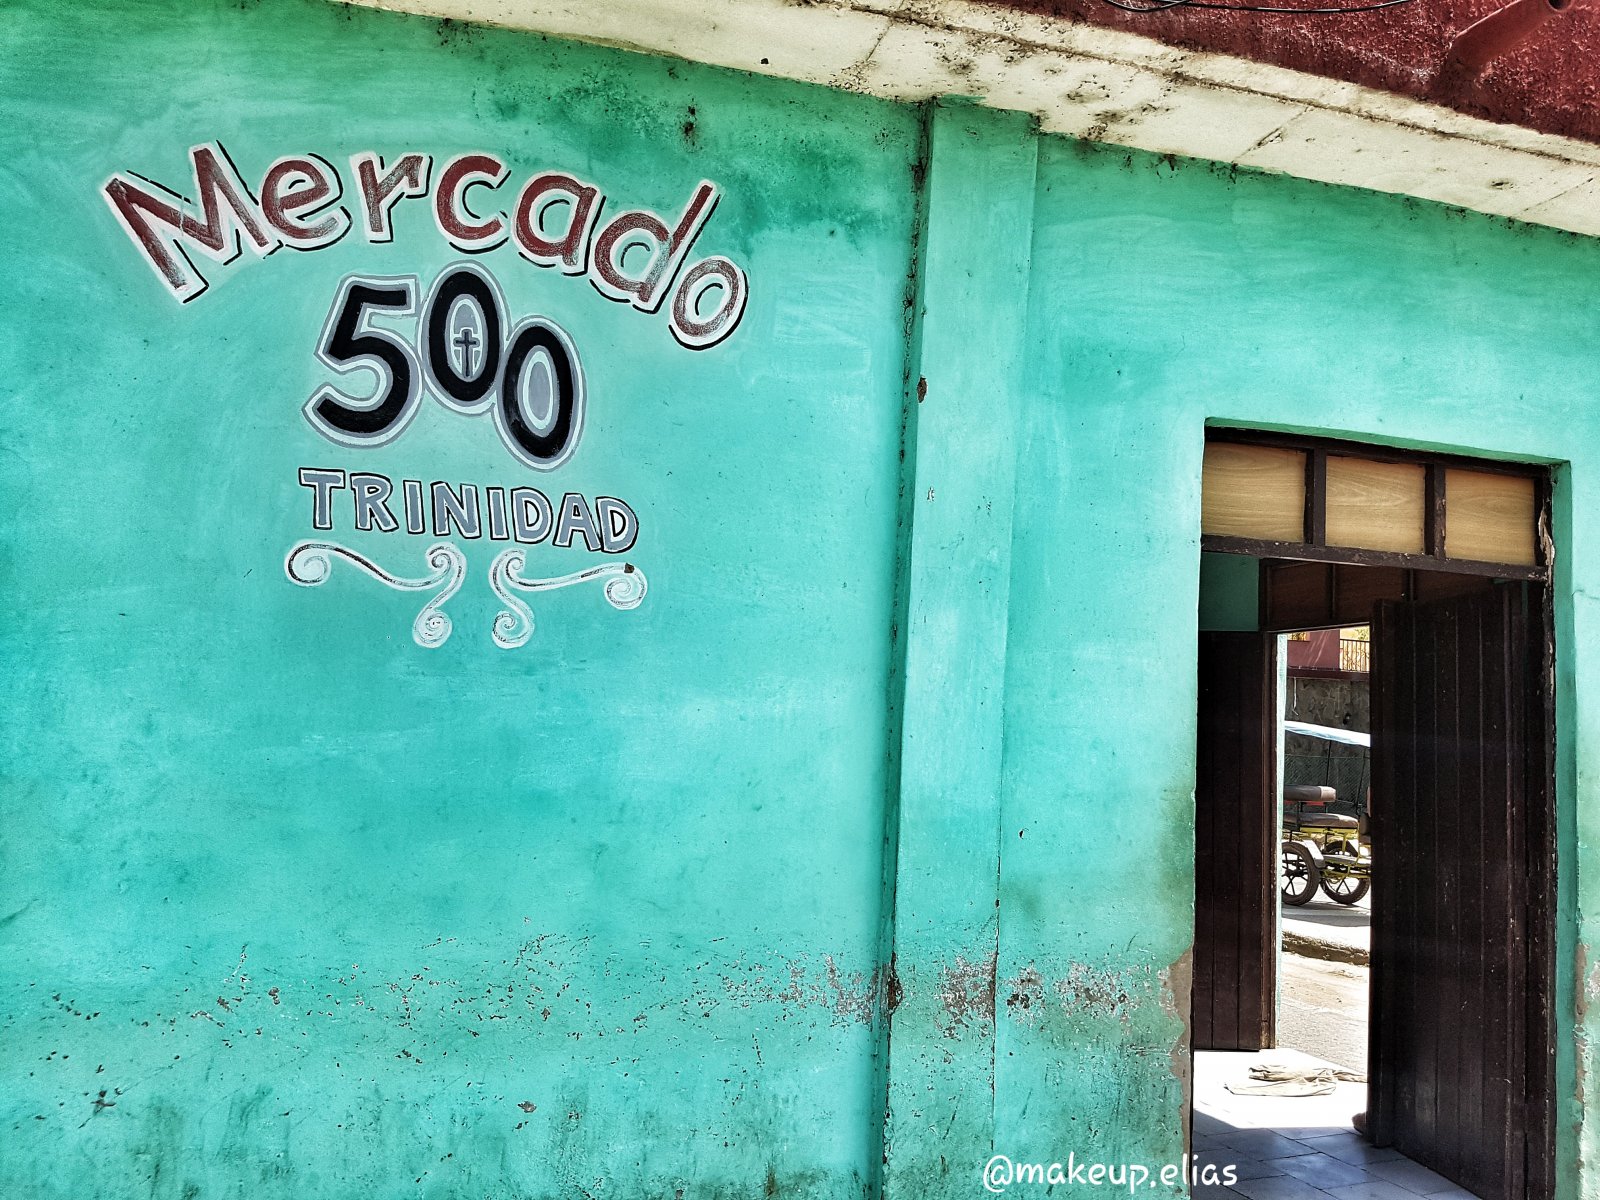 Mercado
500
TRINIDAD
@makeup.elias